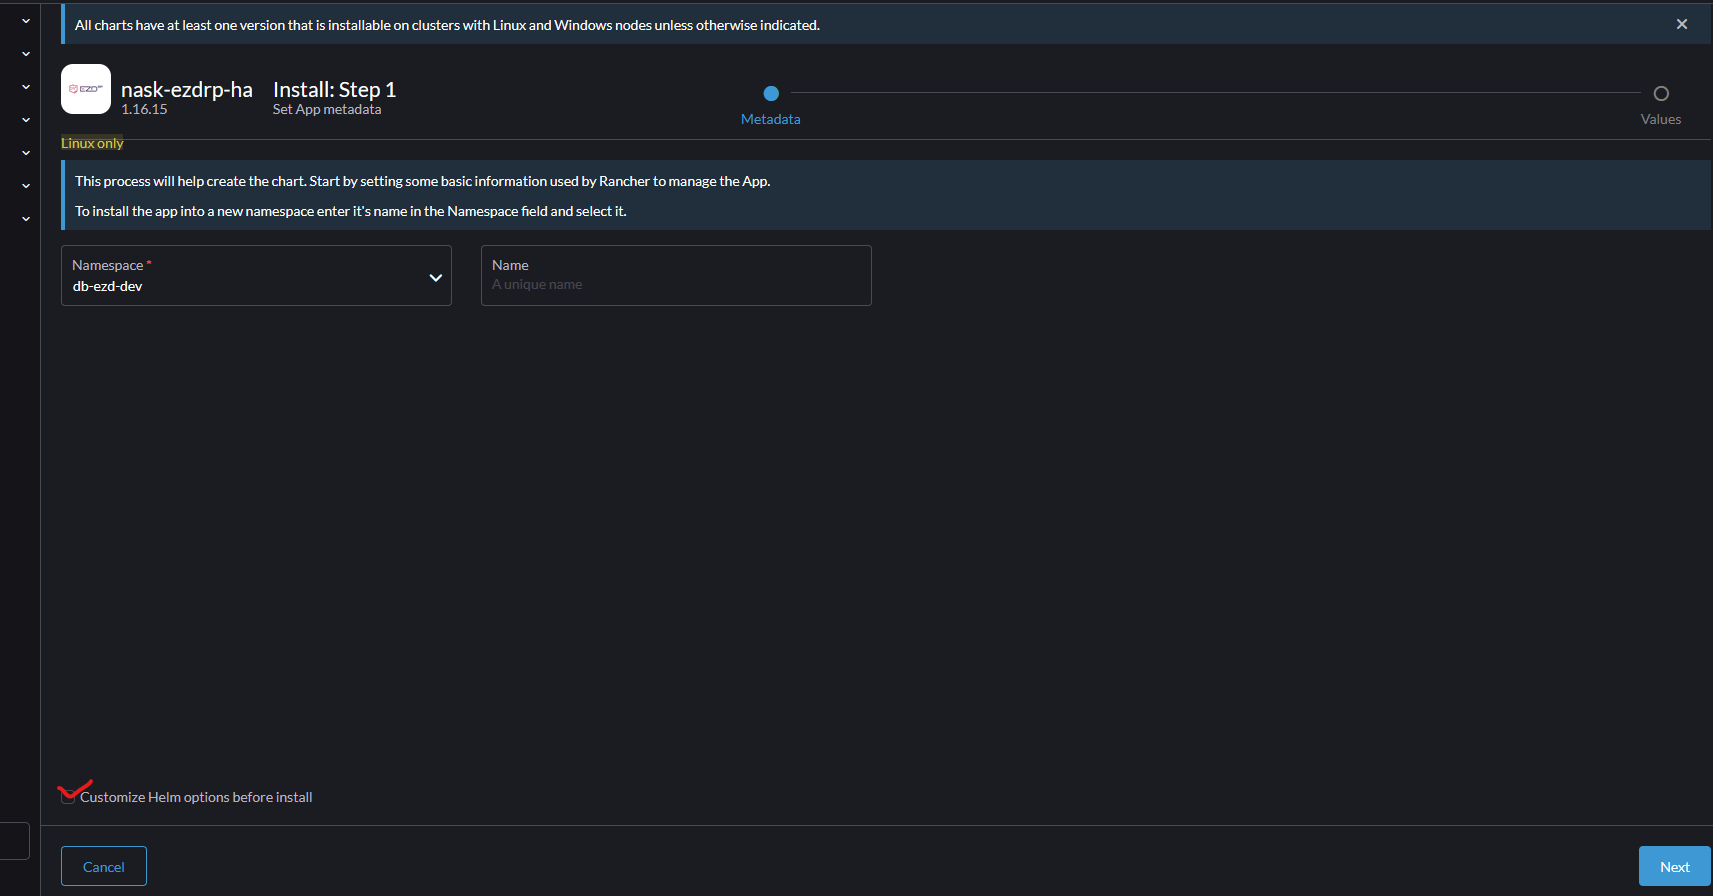 All charts have at least one version that is installable on clusters with Linux and Windows nodes unless otherwise indicated.
EZD RP
nask-ezdrp-ha
1.16.15
Install: Step 1
Set App metadata
Metadata
Values
Linux only
This process will help create the chart. Start by setting some basic information used by Rancher to manage the App.
To install the app into a new namespace enter it's name in the Namespace field and select it.
Namespace *
db-ezd-dev
Name
A unique name
Customize Helm options before install
Cancel
Next